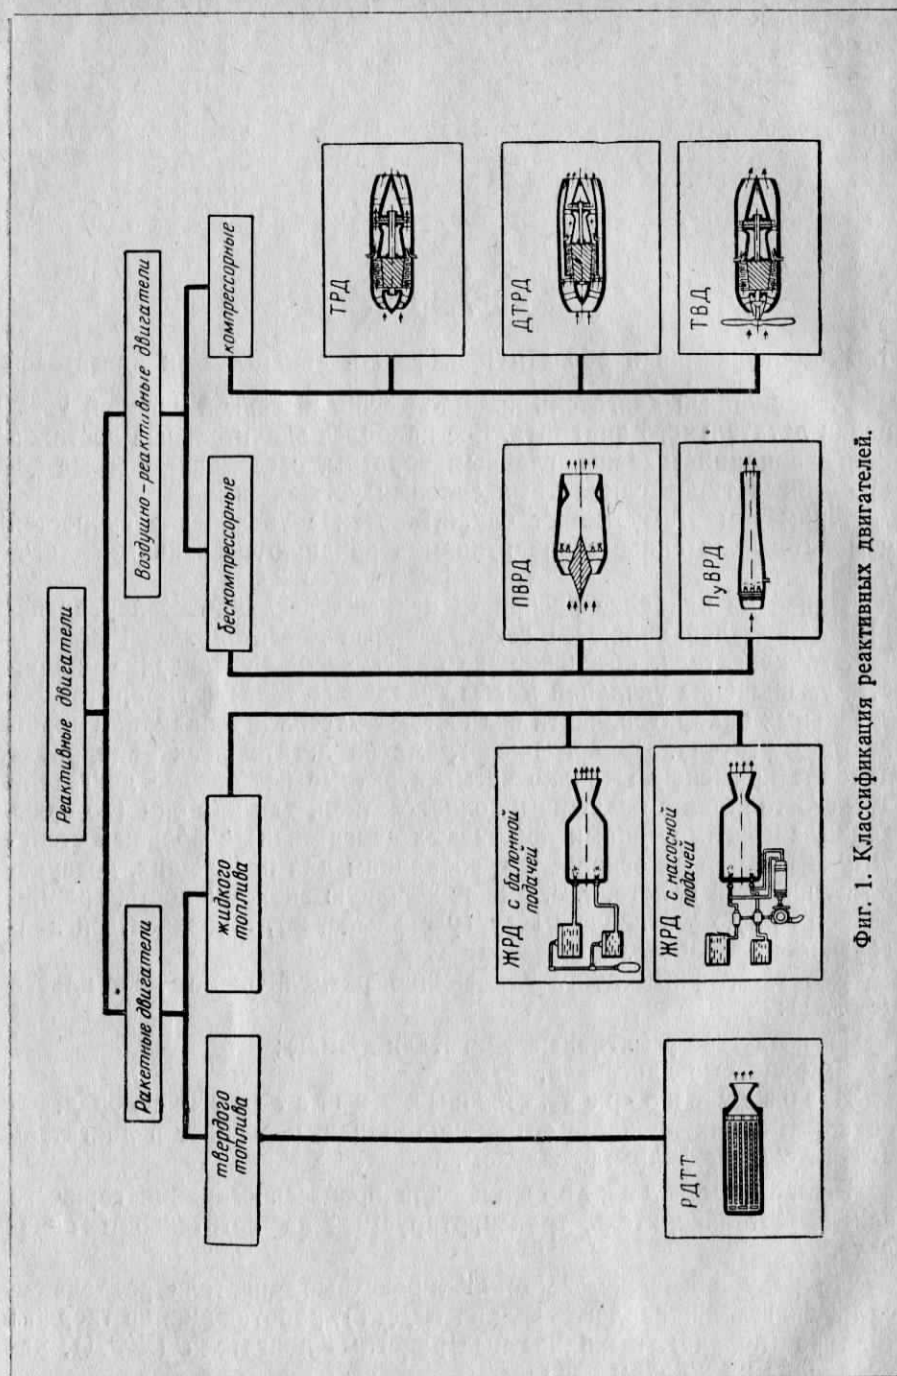 Реактивные двигатели
Ракетные двигатели
Воздушно-реактивные двигатели
твердого
топлива
жидкого
топлива
бескомпрессорные
компрессорные
РДТТ
ЖРД с балонной
подачей
ЖРД с насосной
подачей
ПВРД
ПуВРД
ТРД
ДТРД
ТВД
Фиг. 1. Классификация реактивных двигателей.